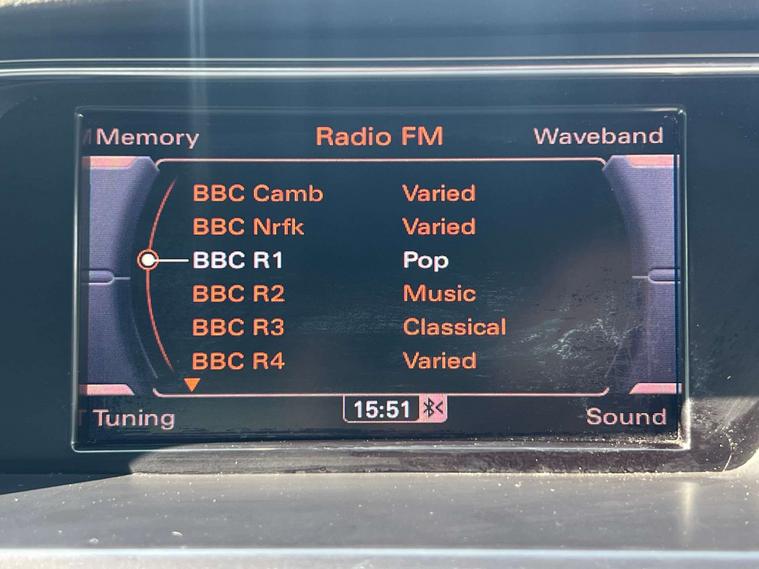 Memory Radio FM Waveband
BBC Camb Varied
BBC Nrfk Varied
BBC R1 Pop
BBC R2 Music
BBC R3 Classical
BBC R4 Varied
Tuning 15:51 Sound